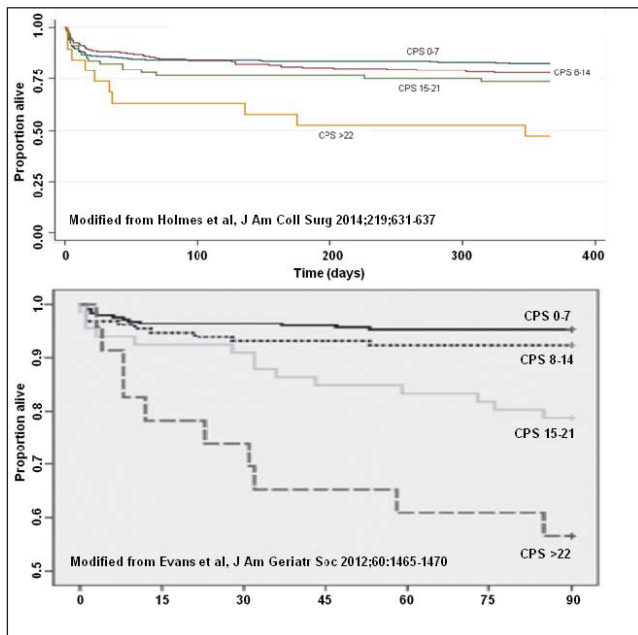 Proportion alive
1.00
0.75
0.50
0.25
0.00
CPS 0-7
CPS 8-14
CPS 15-21
CPS >22
Modified from Holmes et al, J Am Coll Surg 2014;219;631-637
0
100
200
300
400
Time (days)
Proportion alive
1.0
0.9
0.8
0.7
0.6
0.5
CPS 0-7
CPS 8-14
CPS 15-21
CPS >22
Modified from Evans et al, J Am Geriatr Soc 2012;60:1465-1470
0
15
30
45
60
75
90